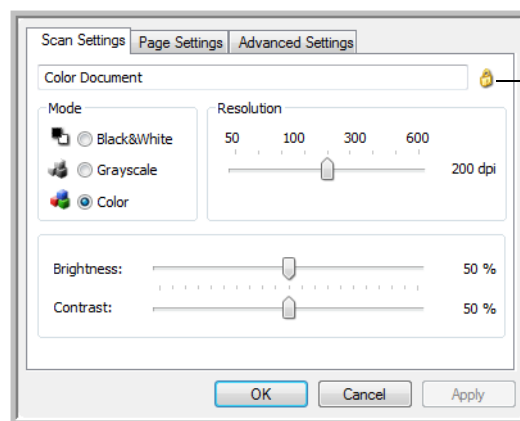 Scan Settings Page Settings Advanced Settings
Color Document
Mode Resolution
Black&White 50 100 300 600
Grayscale 200 dpi
Color
Brightness: 50 %
Contrast: 50 %
OK Cancel Apply